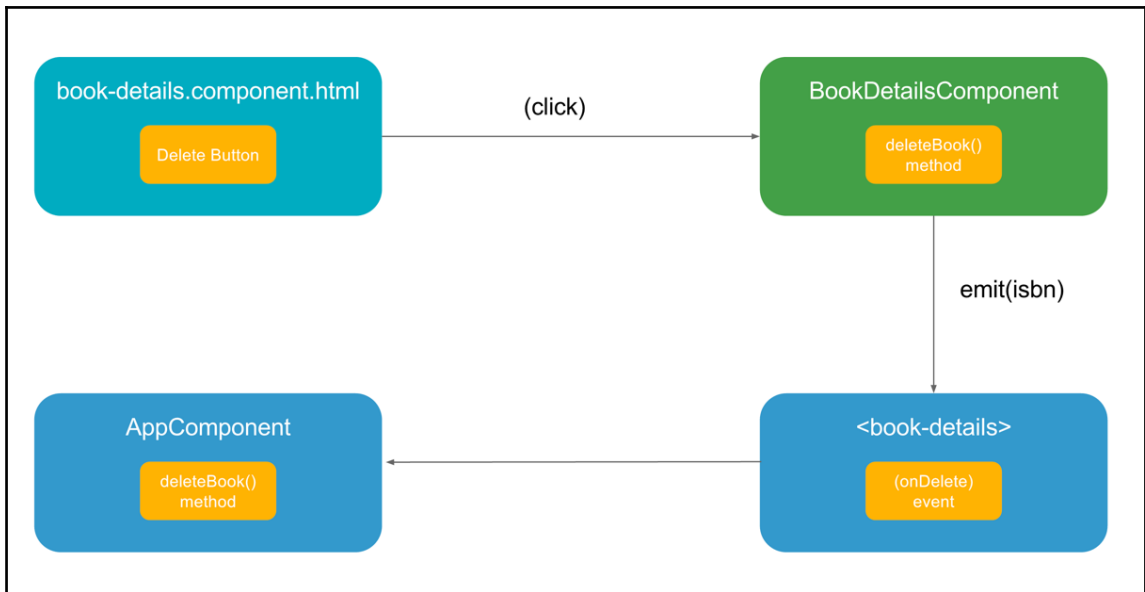 book-details.component.html
Delete Button
(click)
BookDetailsComponent
deleteBook()
method
emit(isbn)
<book-details>
(onDelete)
event
AppComponent
deleteBook()
method